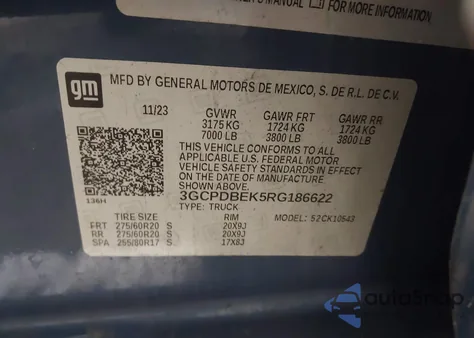 MANUAL FOR MORE INFORMATION.
gm
MFD BY GENERAL MOTORS DE MEXICO, S. DE R.L. DE C.V.
11/23 GVWR GAWR FRT GAWR RR
3175 KG 1724 KG 1724 KG
7000 LB 3800 LB 3800 LB
THIS VEHICLE CONFORMS TO ALL
APPLICABLE U.S. FEDERAL MOTOR
VEHICLE SAFETY STANDARDS IN
EFFECT ON THE DATE OF
MANUFACTURE SHOWN ABOVE.
3GCPDBEK5RG186622
136H TYPE: TRUCK MODEL: 52CK10543
TIRE SIZE RIM
FRT 275/60R20 S 20X9J
RR 275/60R20 S 20X9J
SPA 255/80R17 S 17X8J
autoSnap